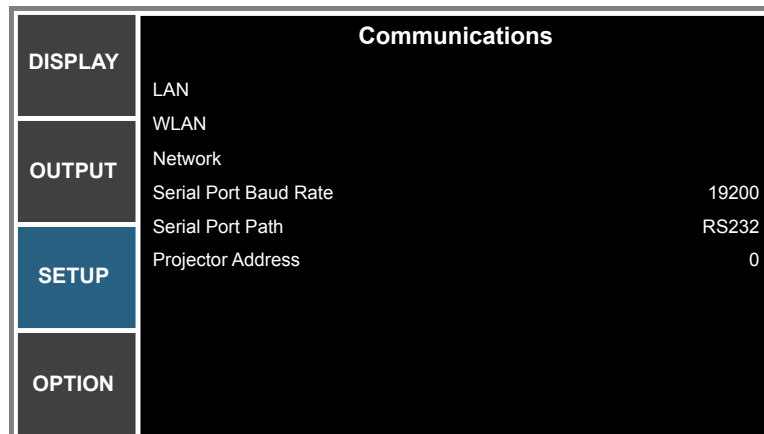 DISPLAY
OUTPUT
SETUP
OPTION
Communications
LAN
WLAN
Network
Serial Port Baud Rate 19200
Serial Port Path RS232
Projector Address 0